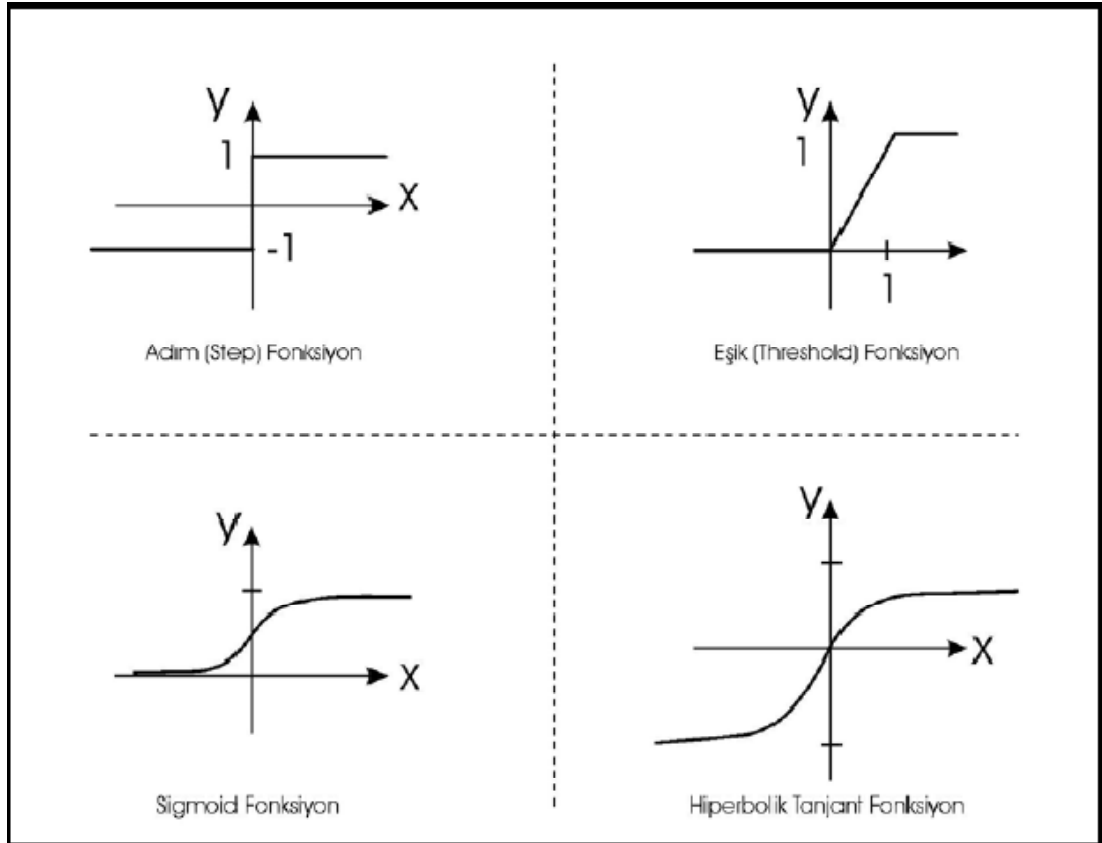 y
1
x
-1
Adım (Step) Fonksiyon
y
1
1
Eşik (Threshold) Fonksiyon
y
x
Sigmoid Fonksiyon
y
x
Hiperbolik Tanjant Fonksiyon